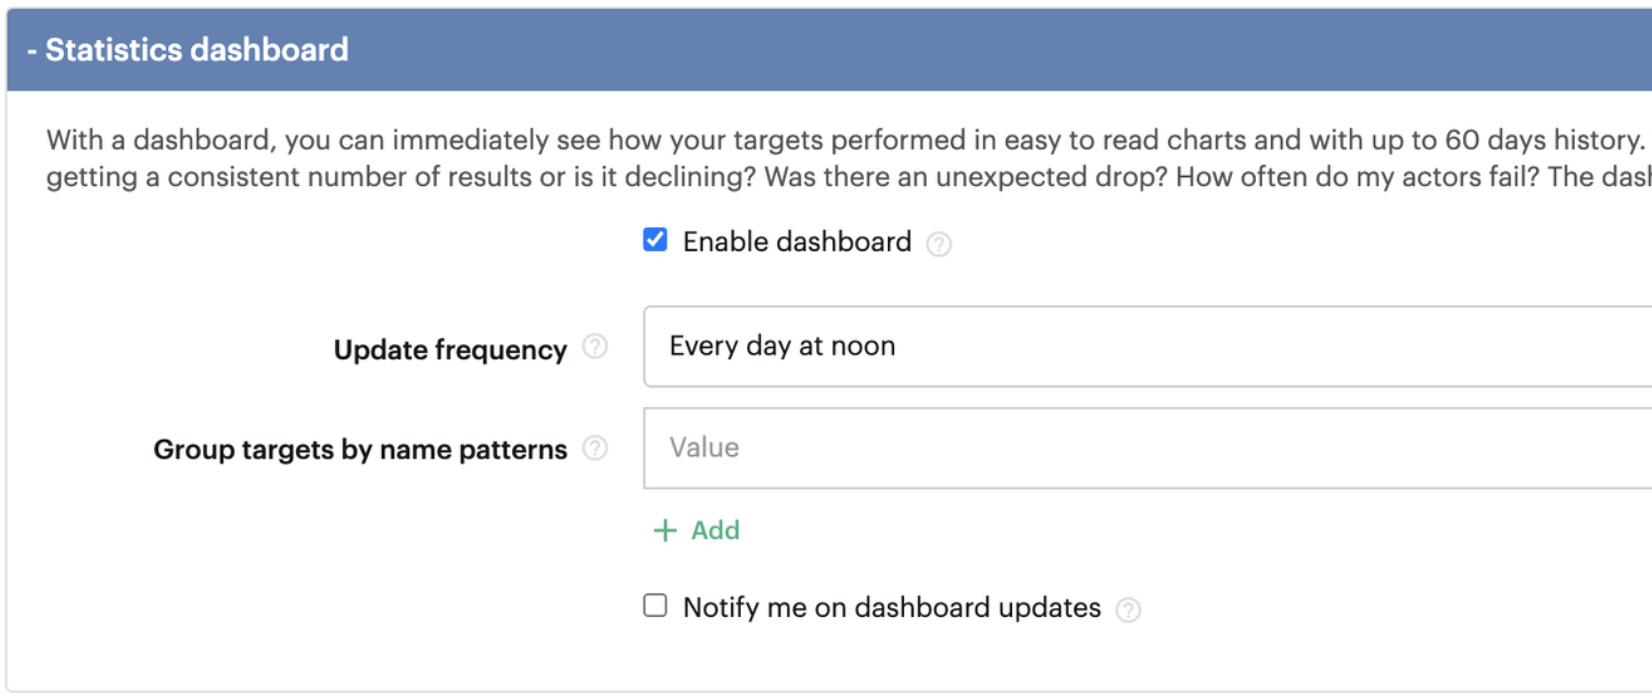 - Statistics dashboard
With a dashboard, you can immediately see how your targets performed in easy to read charts and with up to 60 days history.
getting a consistent number of results or is it declining? Was there an unexpected drop? How often do my actors fail? The
Enable dashboard ?
Update frequency ? Every day at noon
Group targets by name patterns ? Value
+ Add
Notify me on dashboard updates ?